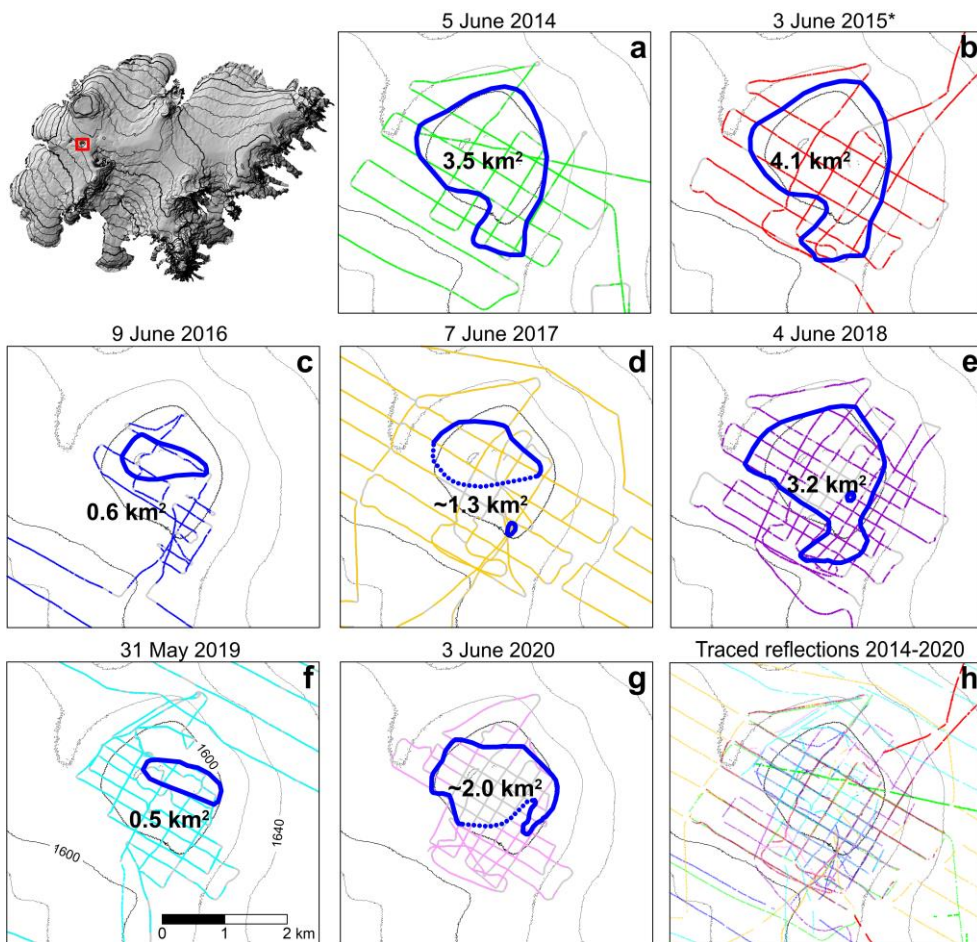 5 June 2014
a
3.5 km²
3 June 2015*
b
4.1 km²
9 June 2016
c
0.6 km²
7 June 2017
d
~1.3 km²
4 June 2018
e
3.2 km²
31 May 2019
f
1600
0.5 km²
1640
1600
0 1 2 km
3 June 2020
g
~2.0 km²
Traced reflections 2014-2020
h